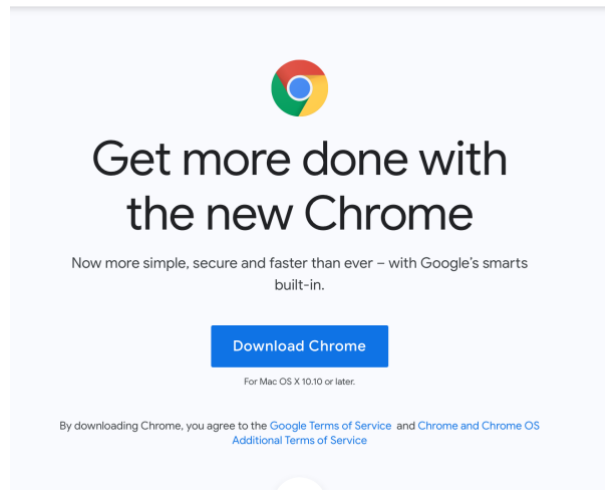 Get more done with
the new Chrome
Now more simple, secure and faster than ever – with Google's smarts
built-in.
Download Chrome
For Mac OS X 10.10 or later.
By downloading Chrome, you agree to the Google Terms of Service and Chrome and Chrome OS
Additional Terms of Service